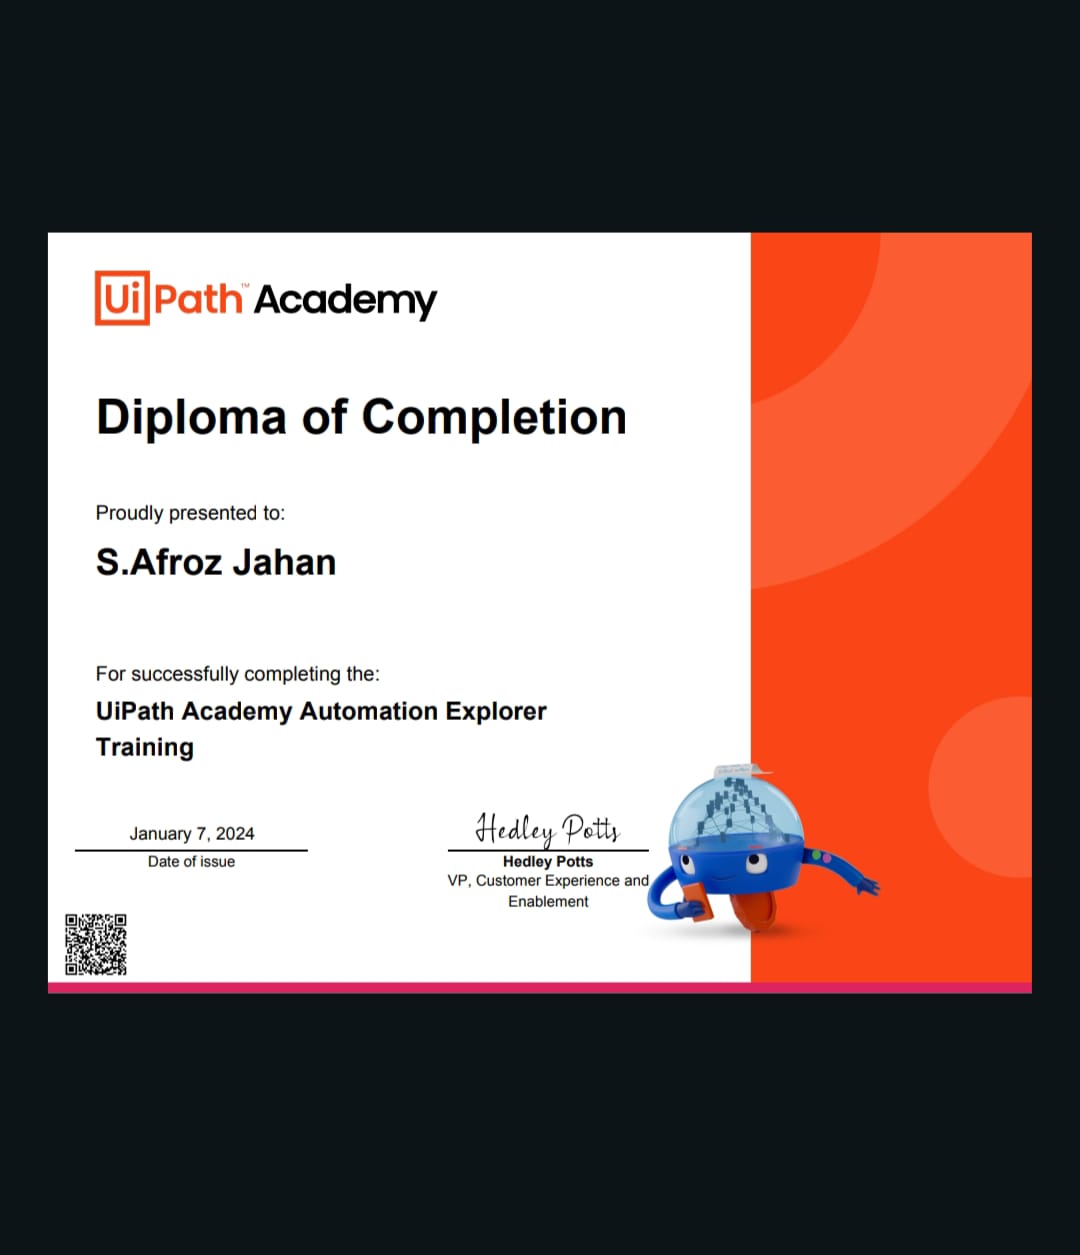 UiPath™ Academy
Diploma of Completion
Proudly presented to:
S.Afroz Jahan
For successfully completing the:
UiPath Academy Automation Explorer
Training
January 7, 2024
Date of issue
Hedley Potts
Hedley Potts
VP, Customer Experience and
Enablement